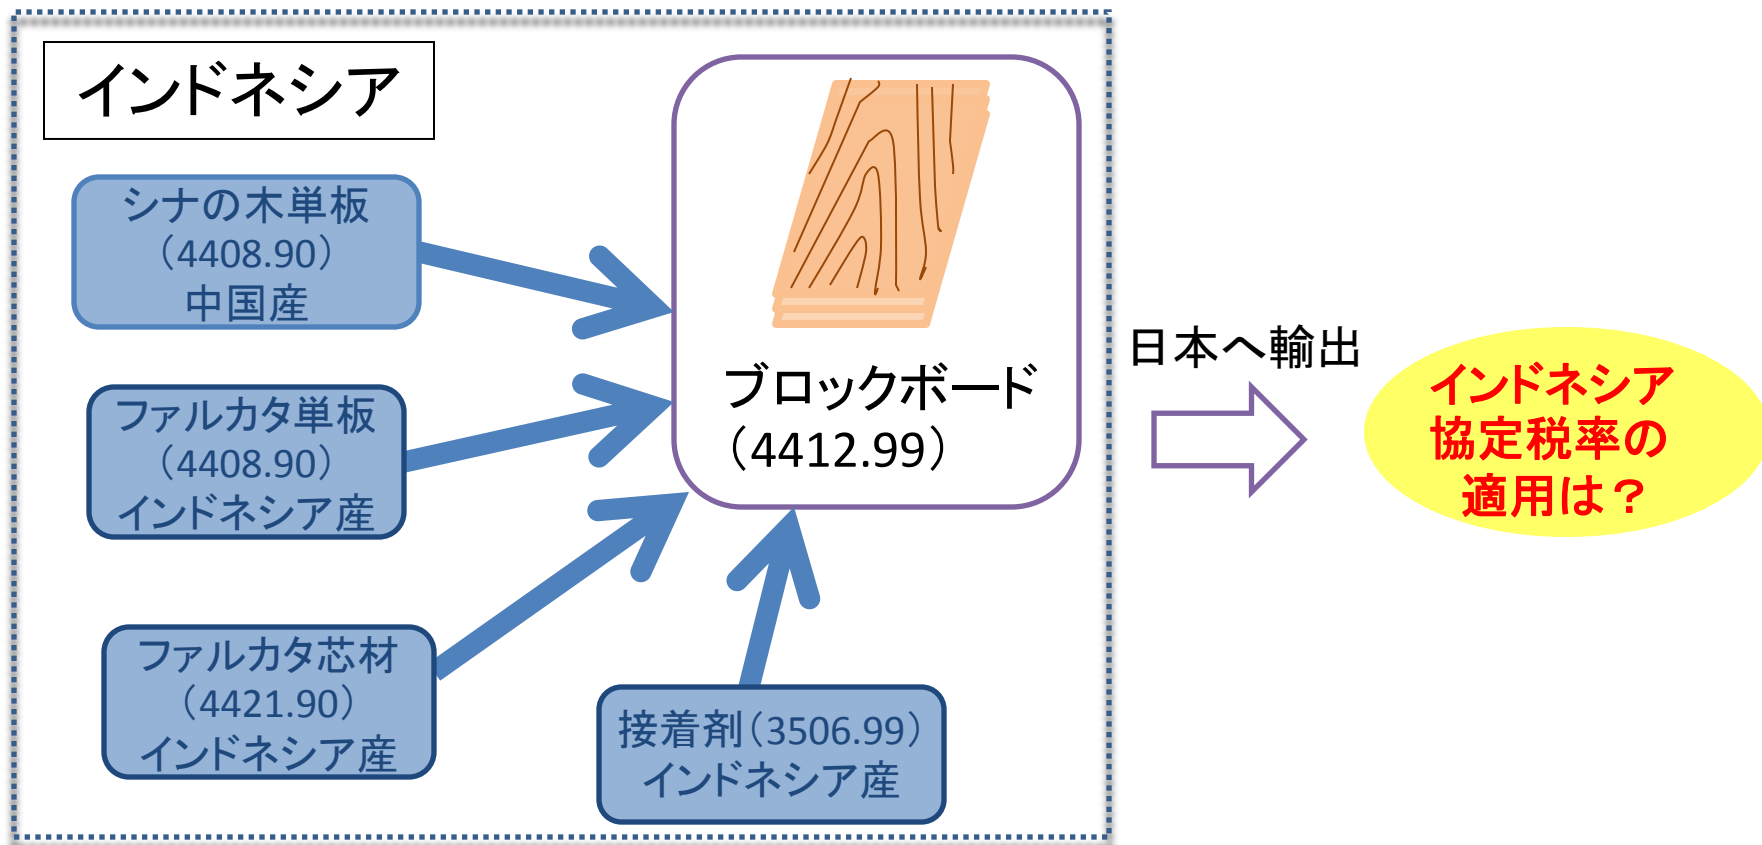 インドネシア
シナの木単板
（4408.90）
中国産
ファルカタ単板
（4408.90）
インドネシア産
ファルカタ芯材
（4421.90）
インドネシア産
接着剤（3506.99）
インドネシア産
ブロックボード
（4412.99）
日本へ輸出
インドネシア
協定税率の
適用は？